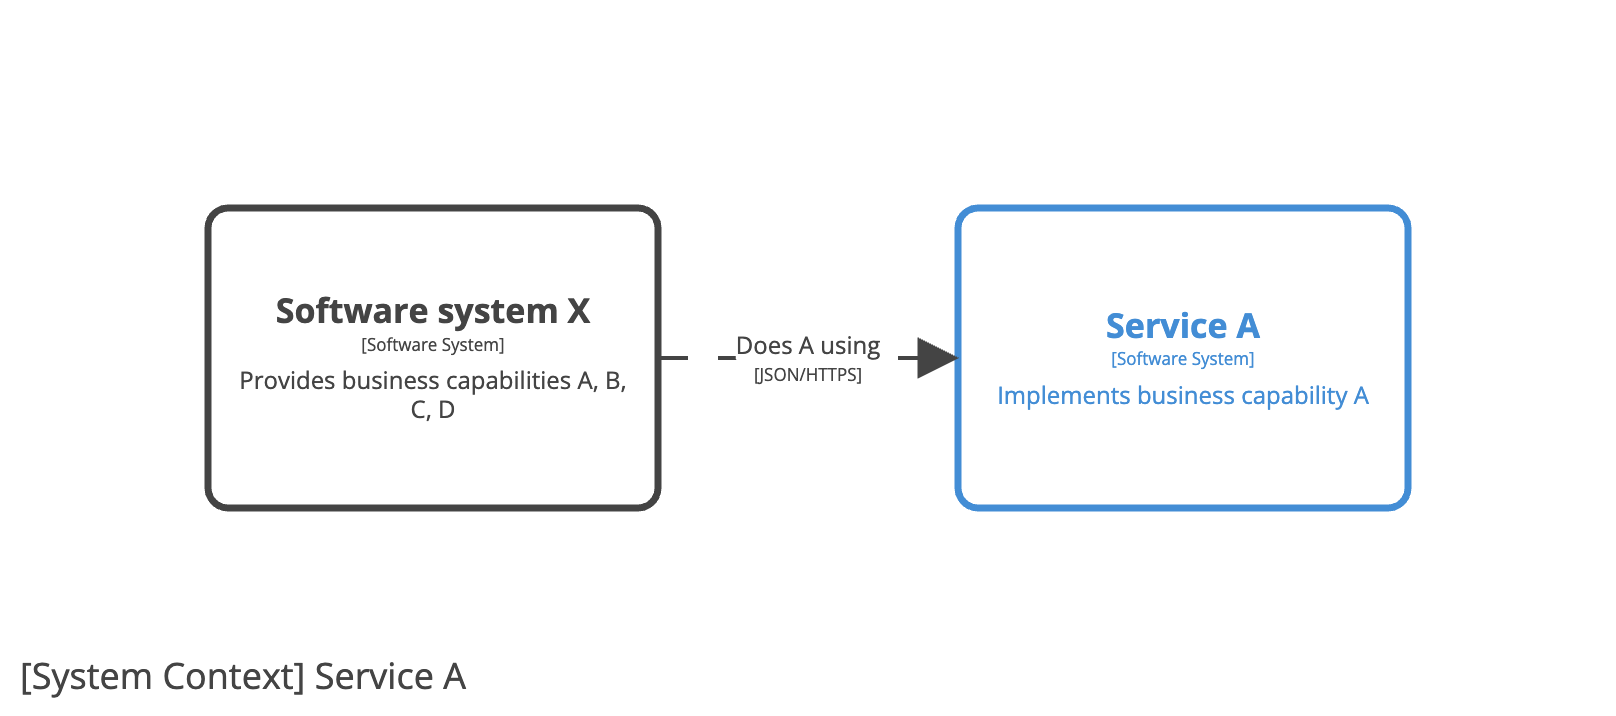 Software system X
[Software System]
Provides business capabilities A, B,
C, D
Does A using
[JSON/HTTPS]
Service A
[Software System]
Implements business capability A
[System Context] Service A